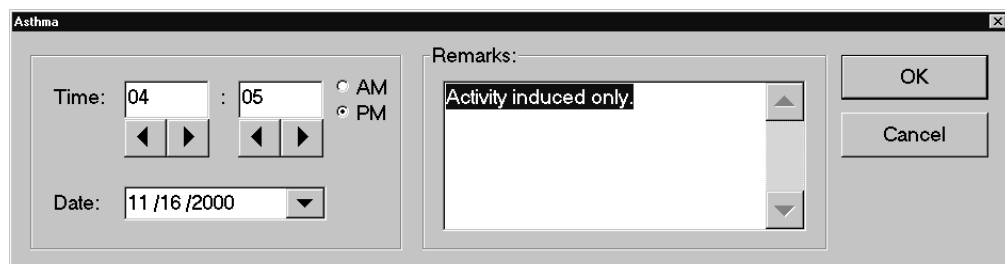 Asthma
Time: 04 : 05 AM
PM
Date: 11 /16 /2000
Remarks:
Activity induced only.
OK
Cancel